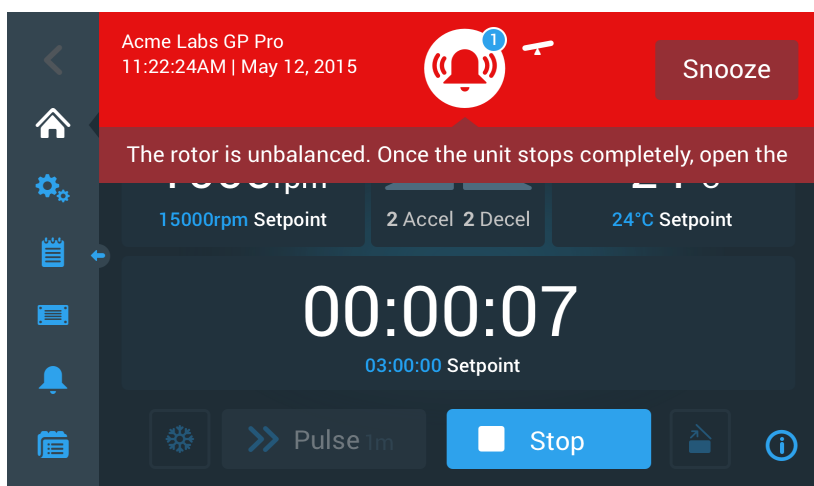 Acme Labs GP Pro
1
11:22:24AM | May 12, 2015
Snooze
The rotor is unbalanced. Once the unit stops completely, open the
15000rpm Setpoint
2 Accel 2 Decel
24°C Setpoint
00:00:07
03:00:00 Setpoint
Pulse 1m
Stop